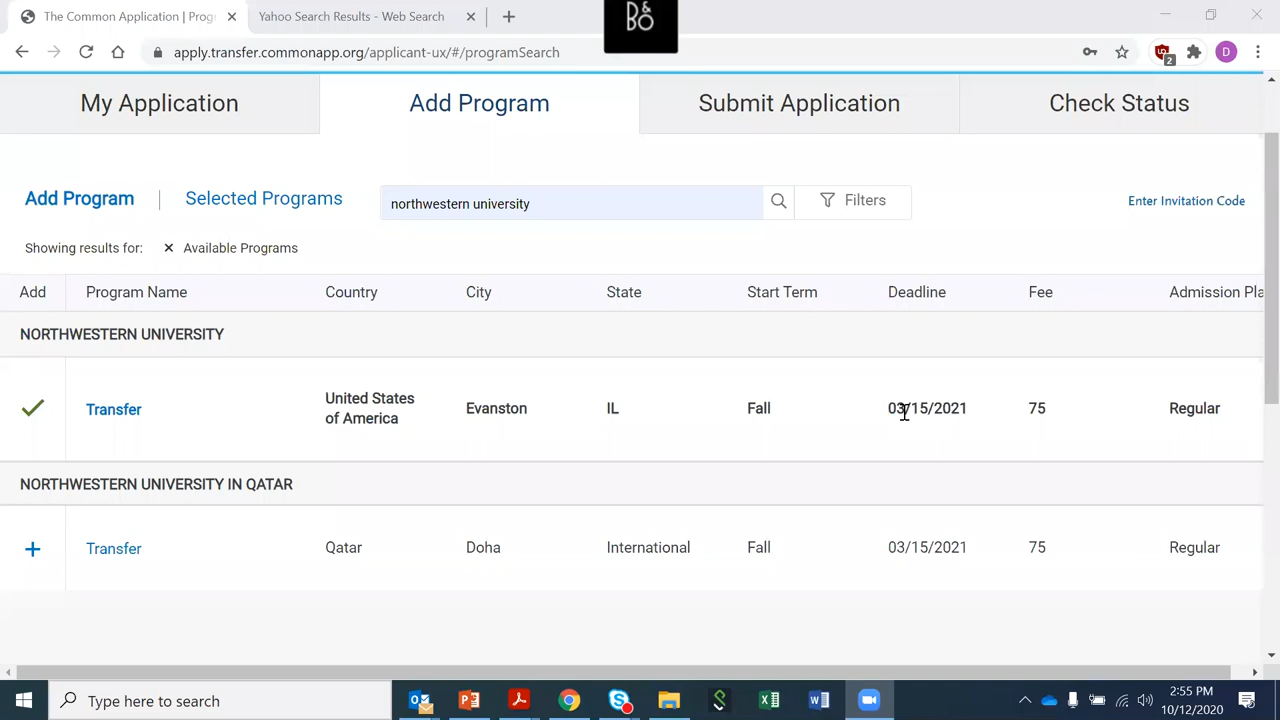 The Common Application | Prog
Yahoo Search Results - Web Search
B&
BO
apply.transfer.commonapp.org/applicant-ux/#/programSearch
2
D
My Application
Add Program
Submit Application
Check Status
Add Program
Selected Programs
northwestern university
Filters
Enter Invitation Code
Showing results for:
Available Programs
Add Program Name Country City State Start Term Deadline Fee Admission Pla
NORTHWESTERN UNIVERSITY
Transfer United States of America Evanston IL Fall 03/15/2021 75 Regular
NORTHWESTERN UNIVERSITY IN QATAR
Transfer Qatar Doha International Fall 03/15/2021 75 Regular
Type here to search
2:55 PM
10/12/2020